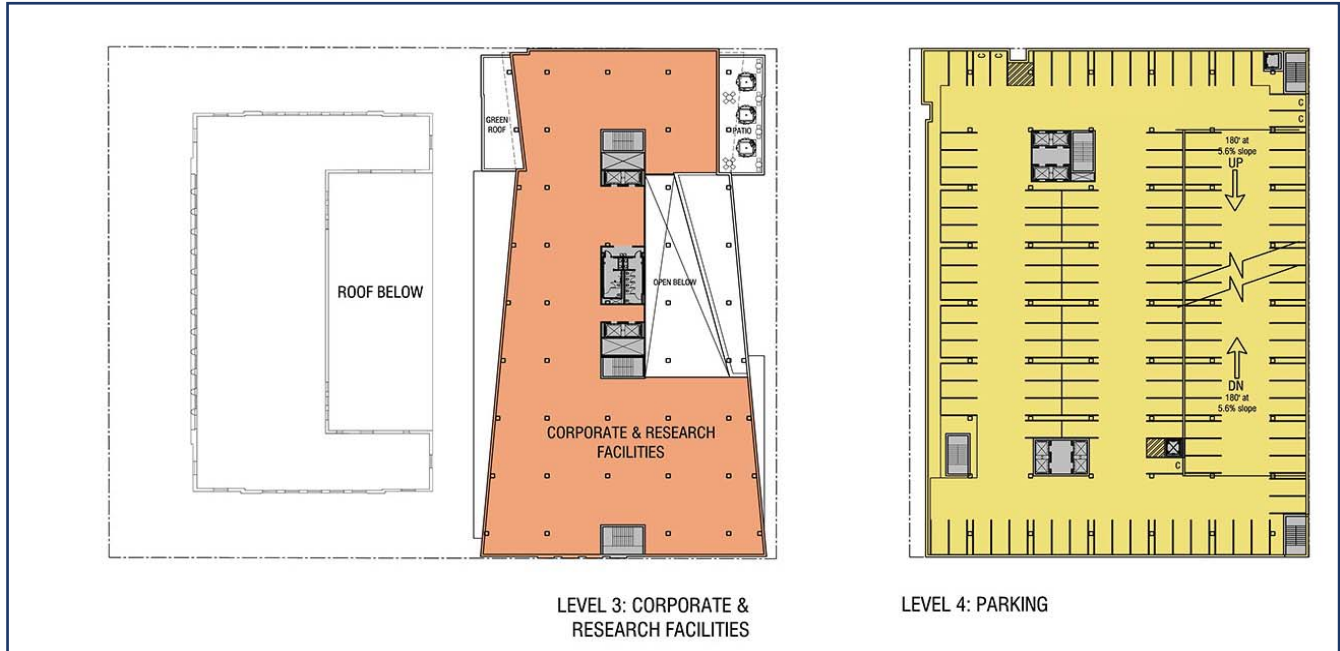 GREEN
ROOF
PATIO
ROOF BELOW
OPEN BELOW
CORPORATE & RESEARCH
FACILITIES
LEVEL 3: CORPORATE &
RESEARCH FACILITIES
C
C
C
C
180' at
5.6% slope
UP
DN
180' at
5.6% slope
C
LEVEL 4: PARKING